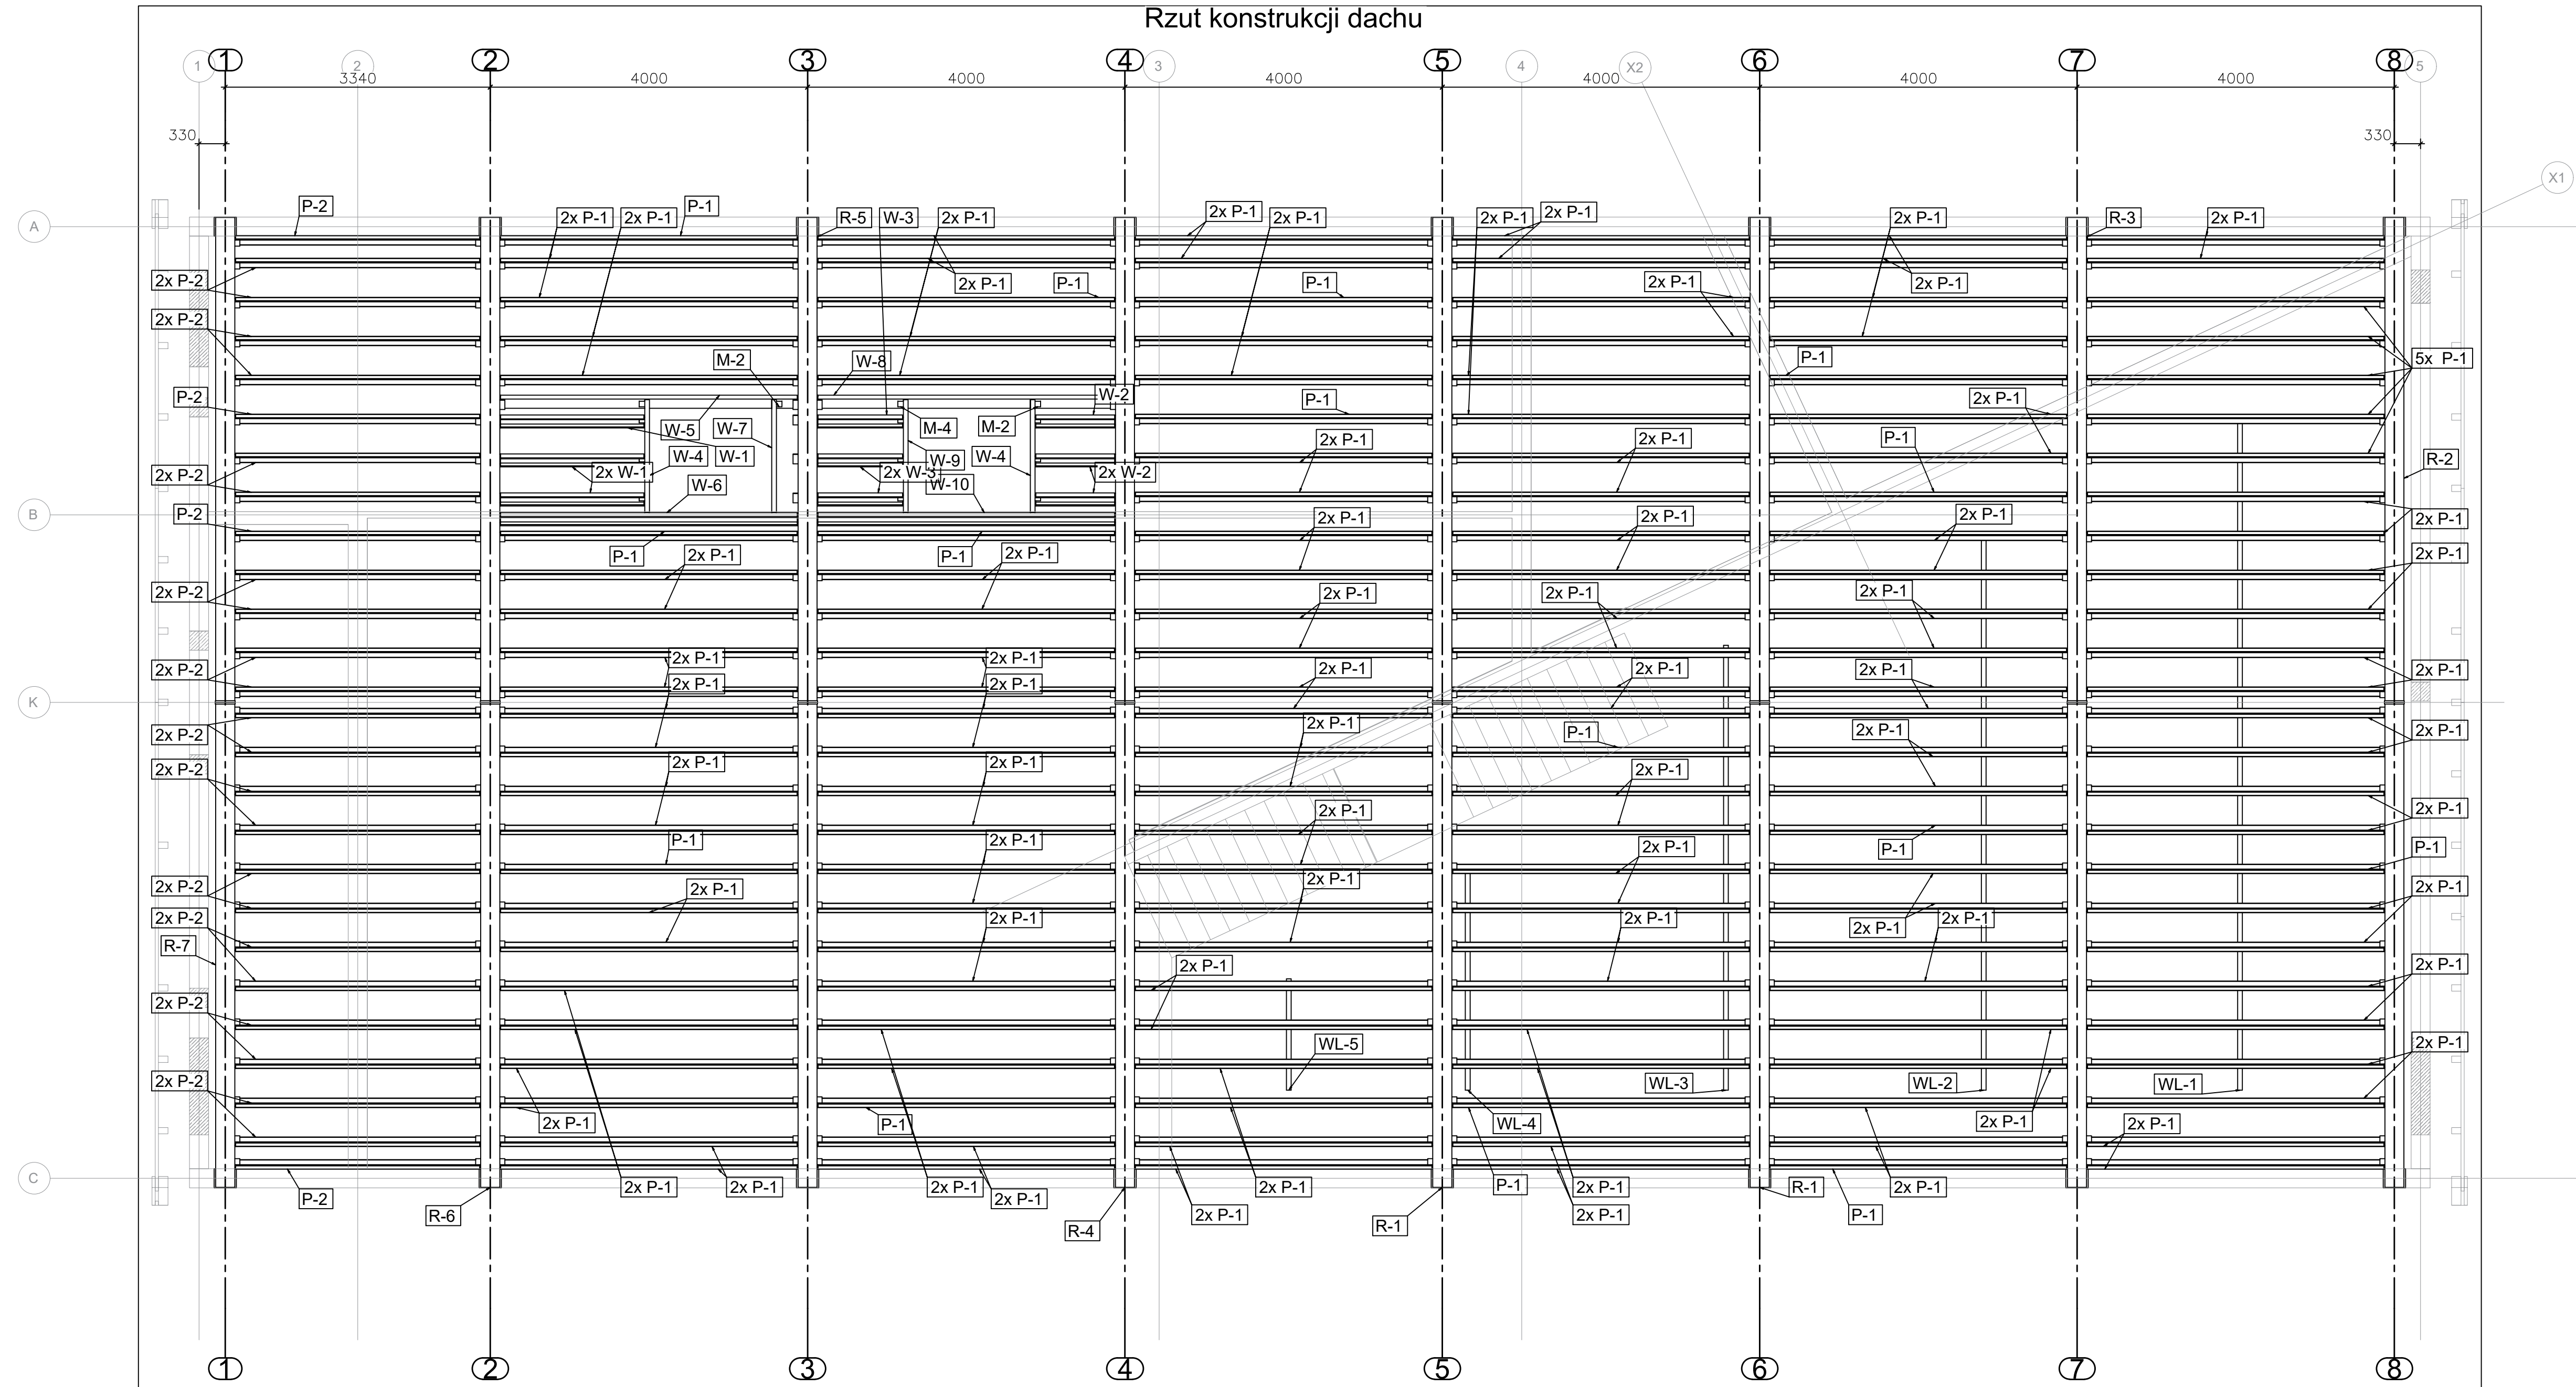 Rzut konstrukcji dachu
1 1 2 2 3 4 3 5 4 X2 6 7 8 5
3340 4000 4000 4000 4000 4000 4000
330 330
X1
P-2 P-1
2x P-1 2x P-1 R-5 W-3 2x P-1 2x P-1 2x P-1 2x P-1 2x P-1 2x P-1 R-3 2x P-1
A
2x P-2 2x P-1 P-1 P-1 2x P-1 2x P-1
2x P-2
M-2 W-8 P-1 5x P-1
P-2 W-2 P-1 2x P-1
W-5 W-7 M-4 M-2
2x P-1 2x P-1 P-1
W-4 W-1 W-9 W-4 R-2
2x P-2 2x W-1 2x W-3 2x W-2
W-6 W-10
B P-2 2x P-1 2x P-1 2x P-1 2x P-1
P-1 2x P-1 P-1 2x P-1 2x P-1
2x P-2 2x P-1 2x P-1 2x P-1
2x P-2 2x P-1 2x P-1 2x P-1 2x P-1 2x P-1 2x P-1
2x P-1 2x P-1
K
2x P-2 2x P-1 P-1 2x P-1 2x P-1
2x P-2 2x P-1 2x P-1 2x P-1
2x P-1 2x P-1
P-1 2x P-1 2x P-1 P-1 P-1
2x P-2 2x P-1 2x P-1 2x P-1
2x P-2 2x P-1 2x P-1 2x P-1 2x P-1
R-7 2x P-1 2x P-1
2x P-2
WL-5 2x P-1
2x P-2 WL-3 WL-2 WL-1
2x P-1 P-1 WL-4 2x P-1 2x P-1
C
P-2 2x P-1 2x P-1 2x P-1 2x P-1 2x P-1 P-1 2x P-1 R-1 2x P-1
R-6 R-4 2x P-1 R-1 2x P-1 P-1
1 2 3 4 5 6 7 8